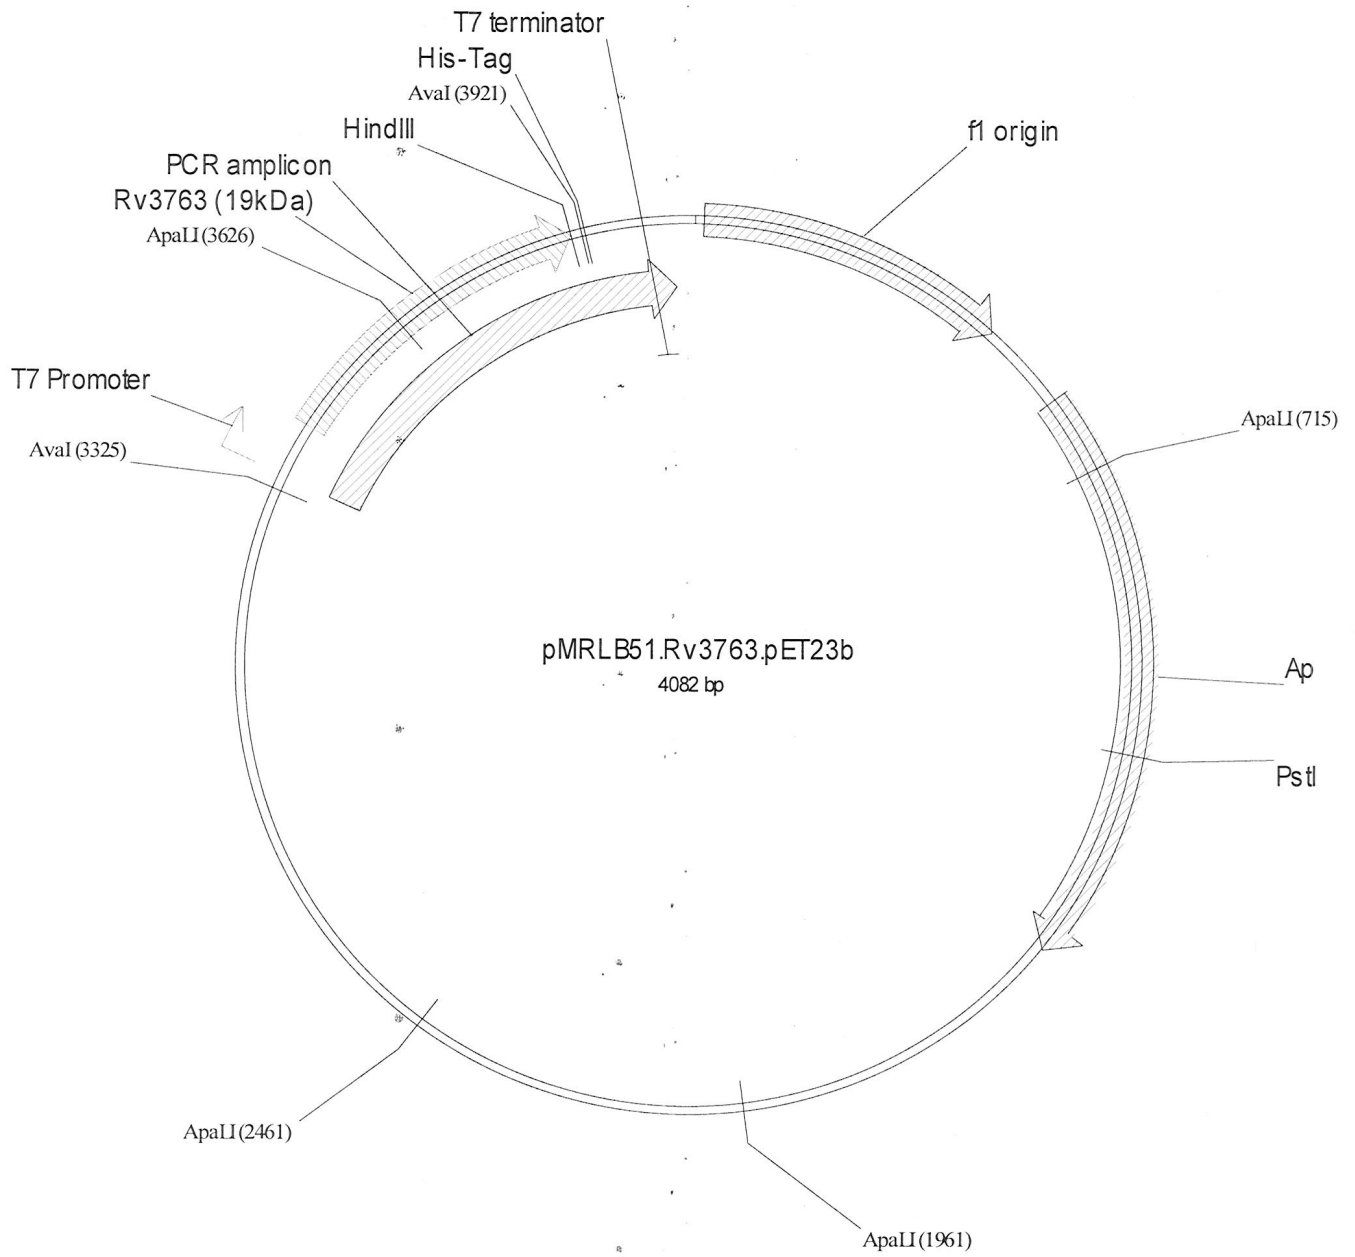 T7 terminator
His-Tag
AvaI (3921)
HindIII
f1 origin
PCR amplicon
Rv3763 (19kDa)
ApaLI (3626)
T7 Promoter
ApaLI (715)
AvaI (3325)
pMRLB51.Rv3763.pET23b
4082 bp
Ap
PstI
ApaLI (2461)
ApaLI (1961)